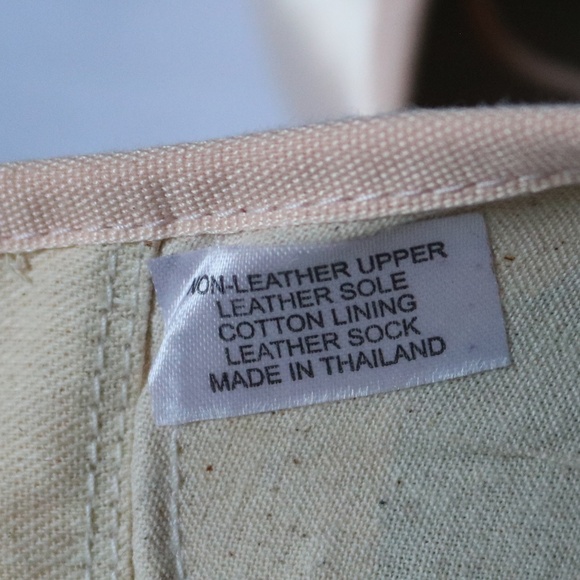 NON-LEATHER UPPER
LEATHER SOLE
COTTON LINING
LEATHER SOCK
MADE IN THAILAND